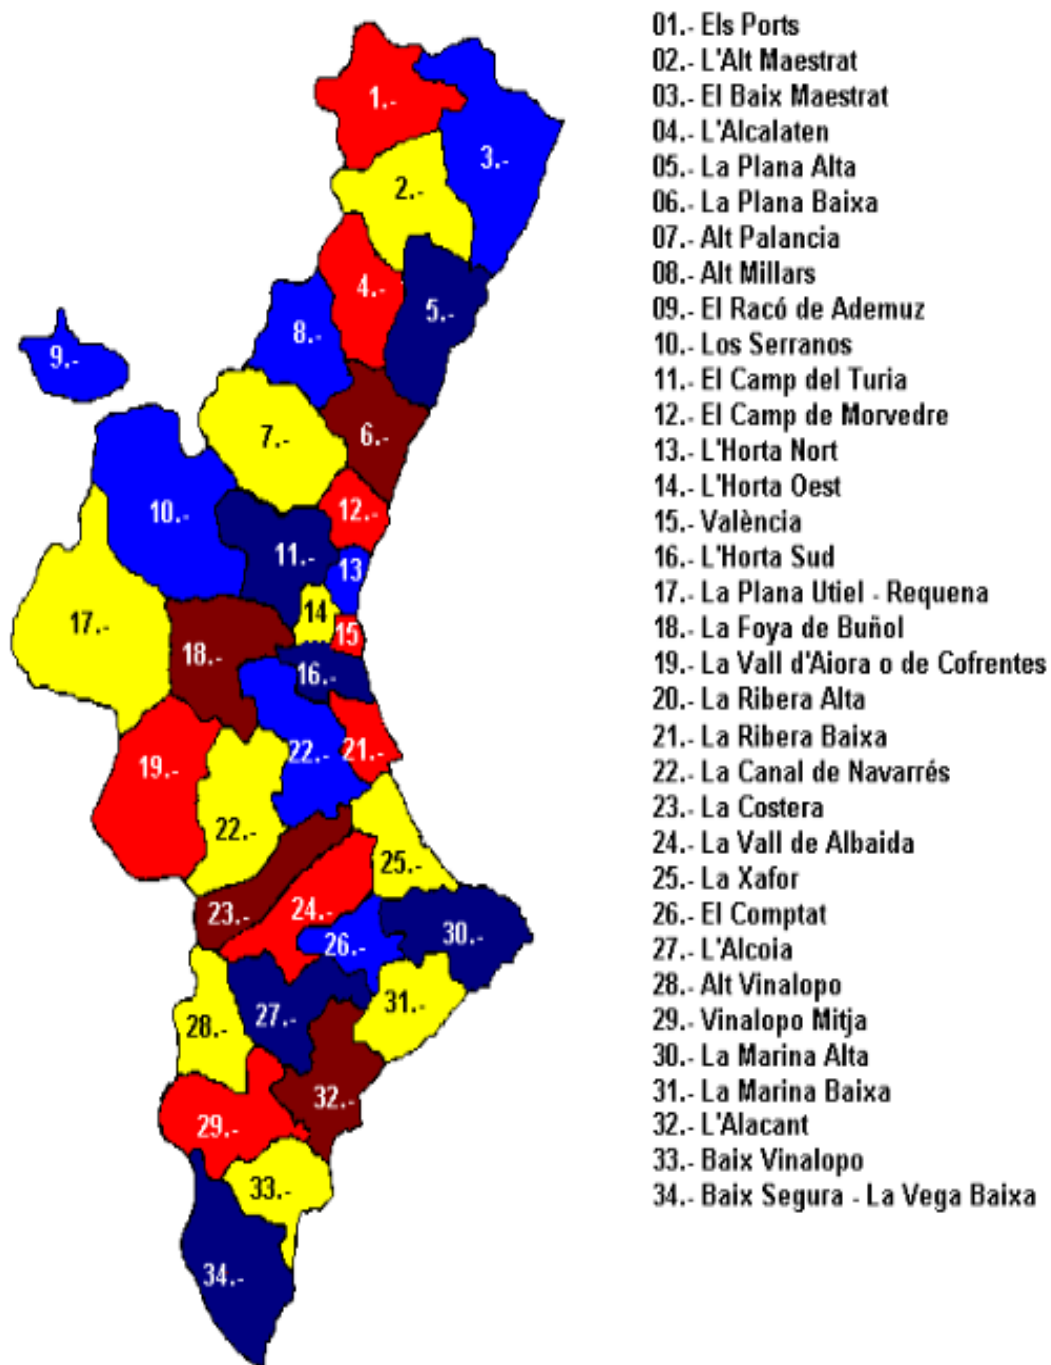 01.- Els Ports
02.- L'Alt Maestrat
03.- El Baix Maestrat
04.- L'Alcalaten
05.- La Plana Alta
06.- La Plana Baixa
07.- Alt Palancia
08.- Alt Millars
09.- El Racó de Ademuz
10.- Los Serranos
11.- El Camp del Turia
12.- El Camp de Morvedre
13.- L'Horta Nort
14.- L'Horta Oest
15.- València
16.- L'Horta Sud
17.- La Plana Utiel - Requena
18.- La Foya de Buñol
19.- La Vall d'Aiora o de Cofrentes
20.- La Ribera Alta
21.- La Ribera Baixa
22.- La Canal de Navarrés
23.- La Costera
24.- La Vall de Albaida
25.- La Xafor
26.- El Comptat
27.- L'Alcoia
28.- Alt Vinalopo
29.- Vinalopo Mitja
30.- La Marina Alta
31.- La Marina Baixa
32.- L'Alacant
33.- Baix Vinalopo
34.- Baix Segura - La Vega Baixa
1.-
3.-
2.-
4.-
5.-
8.-
9.-
7.-
6.-
10.-
12.-
11.-
13
14
17.-
15
18.-
16.-
22.-
21.-
19.-
22.-
25.-
23.-
24.-
26.-
30.-
31.-
27.-
28.-
32.-
29.-
33.-
34.-